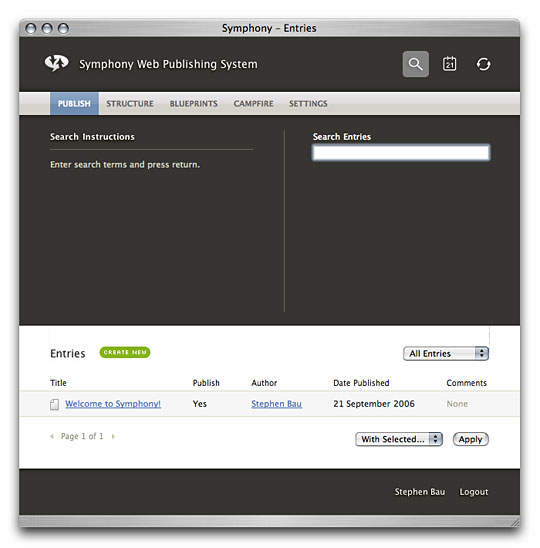 Symphony – Entries
Symphony Web Publishing System
21
PUBLISH STRUCTURE BLUEPRINTS CAMPFIRE SETTINGS
Search Instructions
Search Entries
Enter search terms and press return.
Entries CREATE NEW All Entries
Title Publish Author Date Published Comments
Welcome to Symphony! Yes Stephen Bau 21 September 2006 None
Page 1 of 1 With Selected... Apply
Stephen Bau Logout